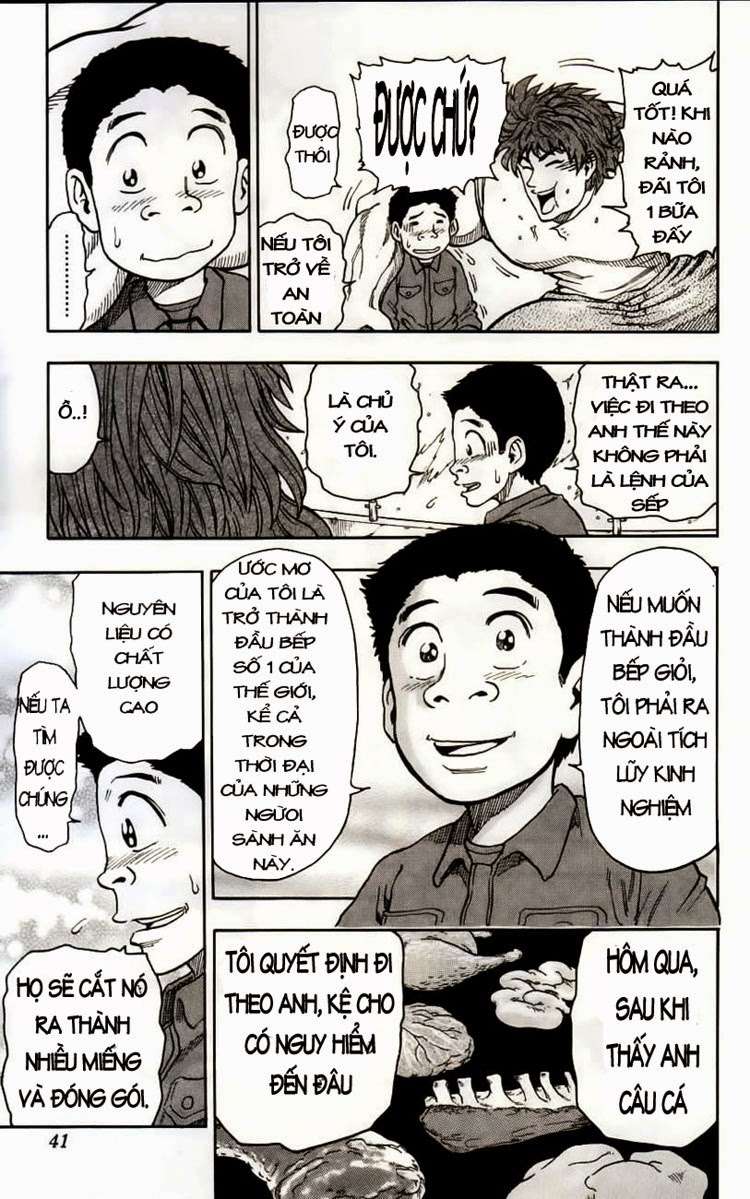 QUÁ
TỐT! KHI
NÀO
RẢNH,
ĐÃI TÔI
1 BỮA
ĐẤY
ĐƯỢC CHỨ?
ĐƯỢC
THÔI
NẾU TÔI
TRỞ VỀ
AN
TOÀN
.........
THẬT RA...
VIỆC ĐI THEO
ANH THẾ NÀY
KHÔNG PHẢI
LÀ LỆNH CỦA
SẾP
LÀ CHỦ
Ý CỦA
TÔI.
Ồ..!
NẾU MUỐN
THÀNH ĐẦU
BẾP GIỎI,
TÔI PHẢI RA
NGOÀI TÍCH
LŨY KINH
NGHIỆM
ƯỚC MƠ
CỦA TÔI LÀ
TRỞ THÀNH
ĐẦU BẾP
SỐ 1 CỦA
THẾ GIỚI,
KỂ CẢ
TRONG
THỜI ĐẠI
CỦA NHỮNG
NGƯỜI
SÀNH ĂN
NÀY.
NGUYÊN
LIỆU CÓ
CHẤT
LƯỢNG
CAO
NẾU TA
TÌM
ĐƯỢC
CHÚNG
...
HỌ SẼ CẮT NÓ
RA THÀNH
NHIỀU MIẾNG
VÀ ĐÓNG GÓI.
HÔM QUA,
SAU KHI
THẤY ANH
CÂU CÁ
TÔI QUYẾT ĐỊNH ĐI
THEO ANH, KỆ CHO
CÓ NGUY HIỂM
ĐẾN ĐÂU
41